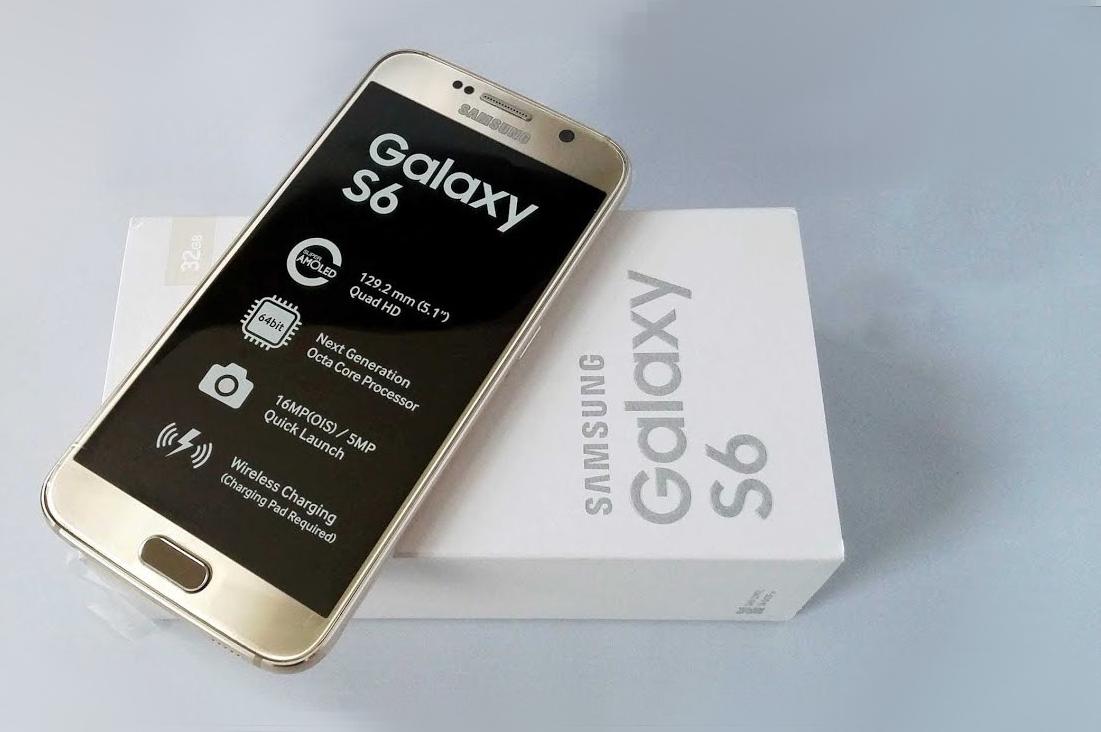 SAMSUNG
Galaxy
S6
SUPER
AMOLED
129.2 mm (5.1")
Quad HD
64bit
Next Generation
Octa Core Processor
16MP(OIS) / 5MP
Quick Launch
Wireless Charging
(Charging Pad Required)
32GB
SAMSUNG
Galaxy
S6